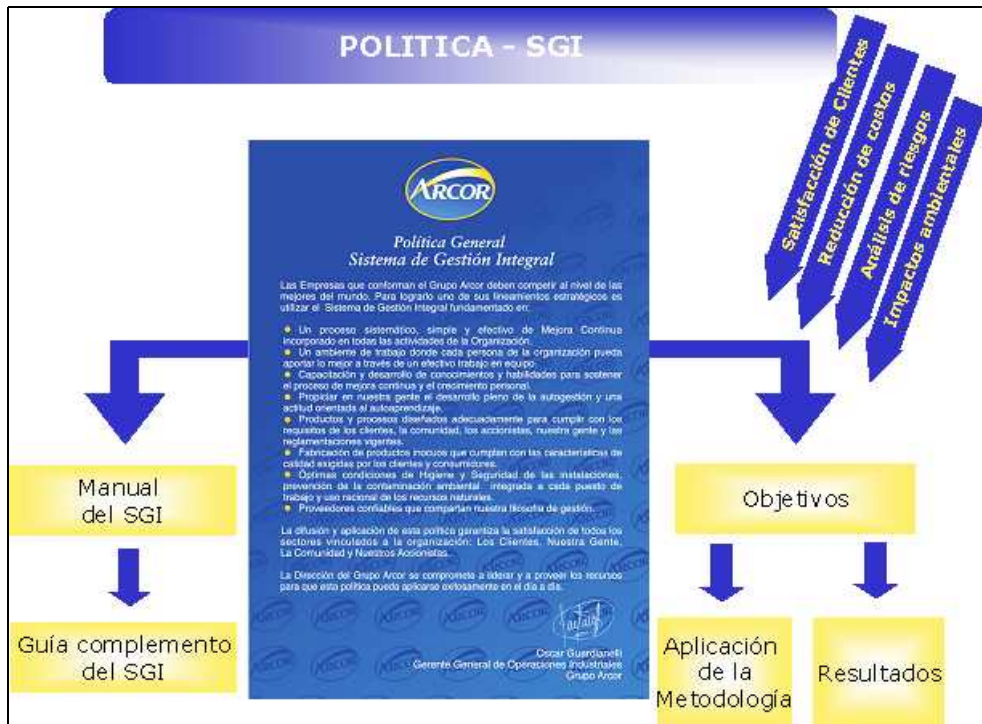 POLITICA - SGI
Satisfacción de Clientes
Reducción de costos
Análisis de riesgos
Impactos ambientales
ARCOR
Política General
Sistema de Gestión Integral
Las Empresas que conforman el Grupo Arcor deben competir al nivel de las
mejores del mundo. Para lograrlo uno de sus lineamientos estratégicos es
utilizar el Sistema de Gestión Integral fundamentado en:
Un proceso sistemático, simple y efectivo de Mejora Continua
incorporado en todas las actividades de la Organización.
Un ambiente de trabajo donde cada persona de la organización pueda
aportar lo mejor a través de un efectivo trabajo en equipo
Capacitación y desarrollo de conocimientos y habilidades para sostener
el proceso de mejora continua y el crecimiento personal.
Propiciar en nuestra gente el desarrollo pleno de la autogestión y una
actitud orientada al autoaprendizaje.
Productos y procesos diseñados adecuadamente para cumplir con los
requisitos de los clientes, la comunidad, los accionistas, nuestra gente y las
reglamentaciones vigentes.
Fabricación de productos inocuos que cumplan con las características de
calidad exigidas por los clientes y consumidores.
Optimas condiciones de Higiene y Seguridad de las instalaciones,
prevención de la contaminación ambiental integrada a cada puesto de
trabajo y uso racional de los recursos naturales.
Proveedores confiables que compartan nuestra filosofía de gestión.
La difusión y aplicación de esta política garantiza la satisfacción de todos los
sectores vinculados a la organización: Los Clientes, Nuestra Gente,
La Comunidad y Nuestros Accionistas.
La Dirección del Grupo Arcor se compromete a liderar y a proveer los recursos
para que esta política pueda aplicarse exitosamente en el día a día.
Oscar Guardianelli
Gerente General de Operaciones Industriales
Grupo Arcor
Manual
del SGI
Guía complemento
del SGI
Objetivos
Aplicación
de la
Metodología
Resultados